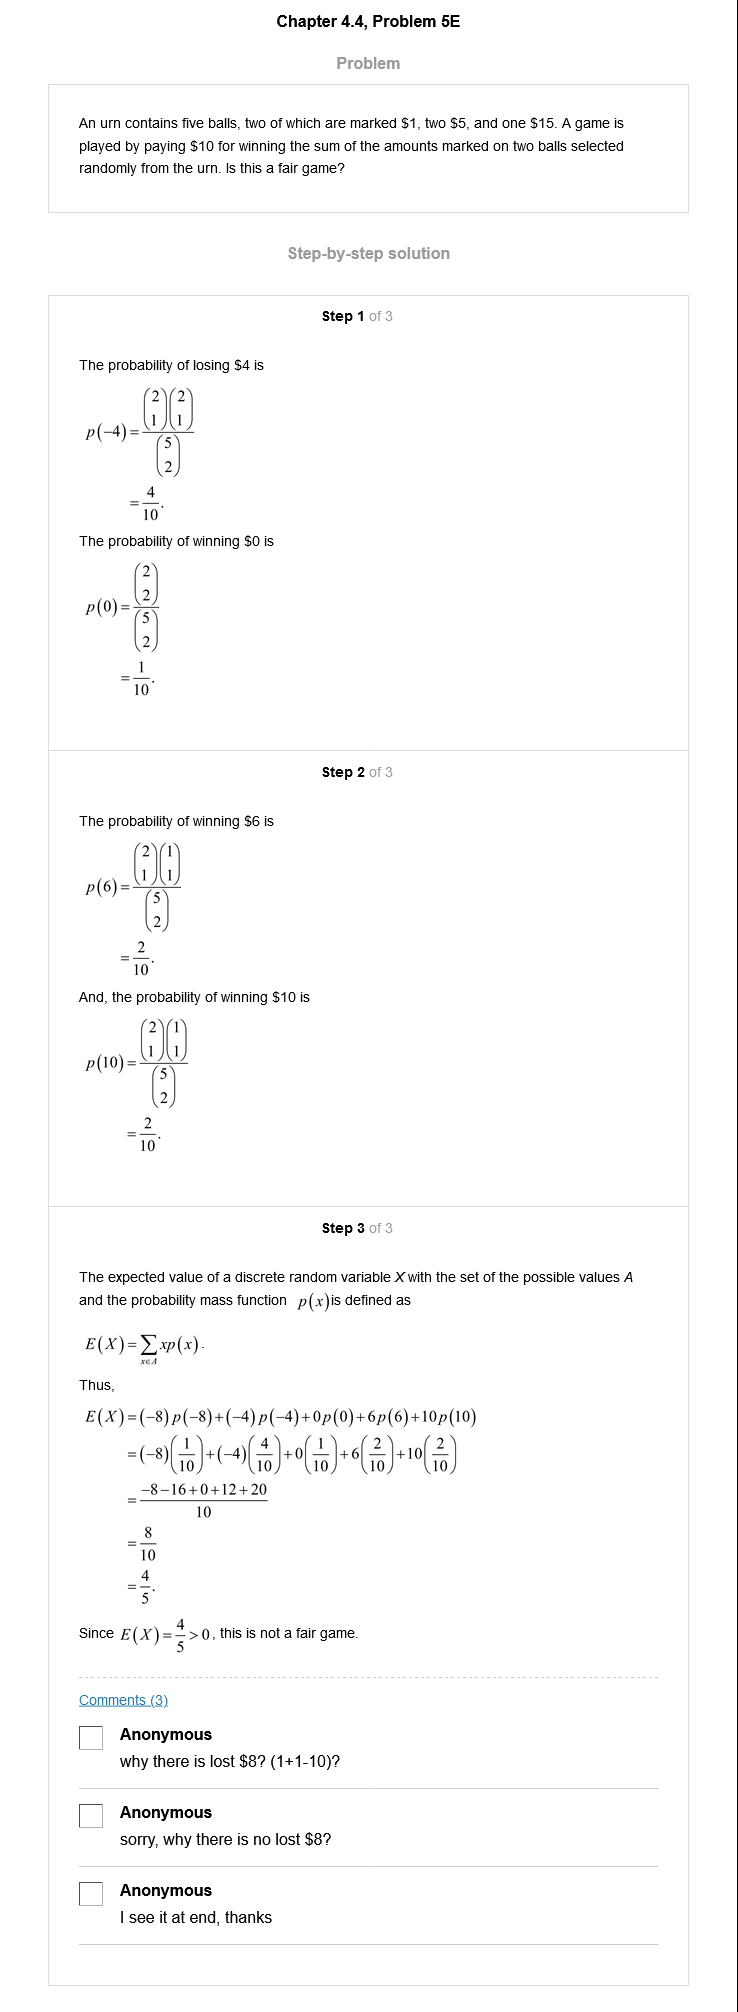 Chapter 4.4, Problem 5E
Problem
An urn contains five balls, two of which are marked $1, two $5, and one $15. A game is
played by paying $10 for winning the sum of the amounts marked on two balls selected
randomly from the urn. Is this a fair game?
Step-by-step solution
Step 1 of 3
The probability of losing $4 is
p(−4) = \frac{\binom{2}{1}\binom{2}{1}}{\binom{5}{2}}
= \frac{4}{10}.
The probability of winning $0 is
p(0) = \frac{\binom{2}{2}}{\binom{5}{2}}
= \frac{1}{10}.
Step 2 of 3
The probability of winning $6 is
p(6) = \frac{\binom{2}{1}\binom{1}{1}}{\binom{5}{2}}
= \frac{2}{10}.
And, the probability of winning $10 is
p(10) = \frac{\binom{2}{1}\binom{1}{1}}{\binom{5}{2}}
= \frac{2}{10}.
Step 3 of 3
The expected value of a discrete random variable X with the set of the possible values A
and the probability mass function p(x)is defined as
E(X) = \sum_{x∈A} xp(x).
Thus,
E(X) = (−8)p(−8)+(−4)p(−4)+0p(0)+6p(6)+10p(10)
= (−8)(\frac{1}{10})+(−4)(\frac{4}{10})+0(\frac{1}{10})+6(\frac{2}{10})+10(\frac{2}{10})
= \frac{−8−16+0+12+20}{10}
= \frac{8}{10}
= \frac{4}{5}.
Since E(X) = \frac{4}{5} > 0, this is not a fair game.
Comments (3)
Anonymous
why there is lost $8? (1+1-10)?
Anonymous
sorry, why there is no lost $8?
Anonymous
I see it at end, thanks